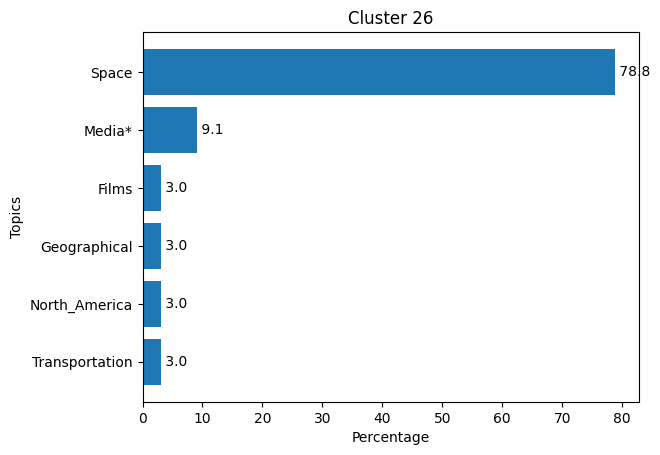 Cluster 26
Topics
Space 78.8
Media* 9.1
Films 3.0
Geographical 3.0
North_America 3.0
Transportation 3.0
0 10 20 30 40 50 60 70 80
Percentage